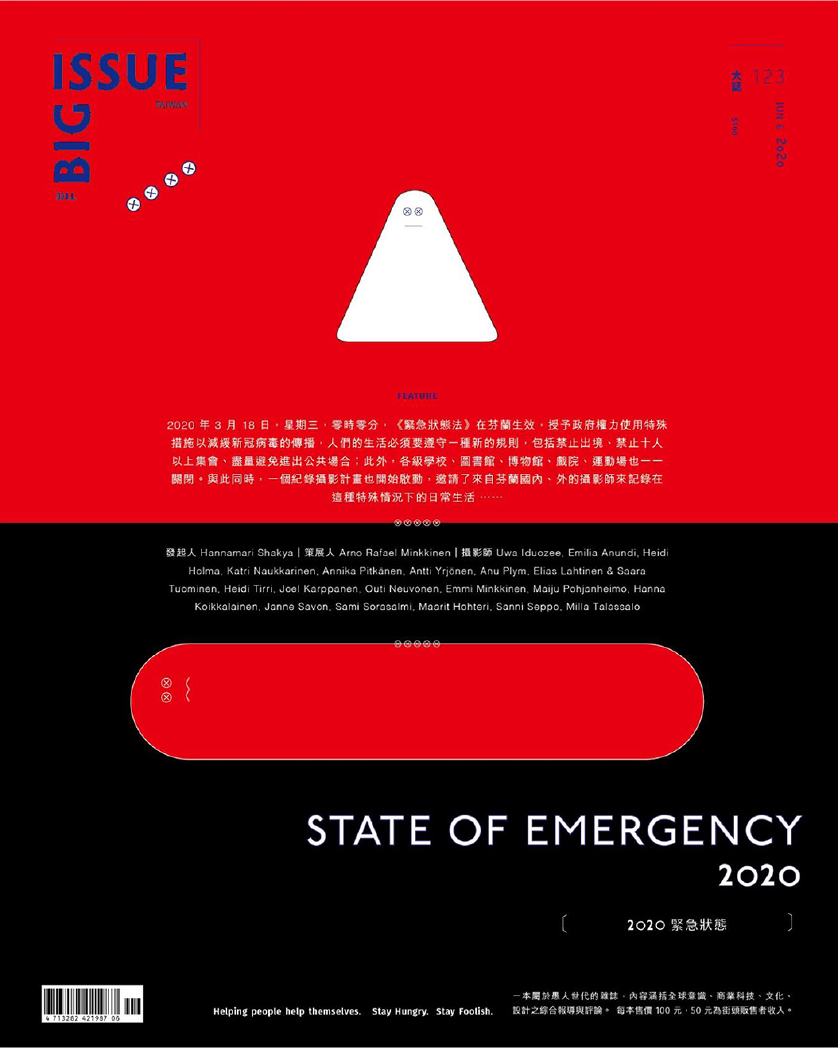 THE
BIG
ISSUE
TAIWAN
大誌
123
$100
JUN 6 2020
FEATURE
2020 年 3 月 18 日，星期三，零時零分，《緊急狀態法》在芬蘭生效，授予政府權力使用特殊
措施以減緩新冠病毒的傳播，人們的生活必須要遵守一種新的規則，包括禁止出境、禁止十人
以上集會、盡量避免進出公共場合；此外，各級學校、圖書館、博物館、戲院、運動場也一一
關閉。與此同時，一個紀錄攝影計畫也開始啟動，邀請了來自芬蘭國內、外的攝影師來記錄在
這種特殊情況下的日常生活 ……
發起人 Hannamari Shakya｜策展人 Arno Rafael Minkkinen｜攝影師 Uwa Iduozee, Emilia Anundi, Heidi
Holma, Katri Naukkarinen, Annika Pitkänen, Antti Yrjönen, Anu Plym, Elias Lahtinen & Saara
Tuominen, Heidi Tirri, Joel Karppanen, Outi Neuvonen, Emmi Minkkinen, Maiju Pohjanheimo, Hanna
Koikkalainen, Janne Savon, Sami Sorasalmi, Maarit Hohteri, Sanni Seppo, Milla Talassalo
STATE OF EMERGENCY
2020
〔 2020 緊急狀態 〕
4 713282 421987 06
Helping people help themselves. Stay Hungry. Stay Foolish.
一本屬於愚人世代的雜誌，內容涵括全球意識、商業科技、文化、
設計之綜合報導與評論。 每本售價 100 元，50 元為街頭販售者收入。